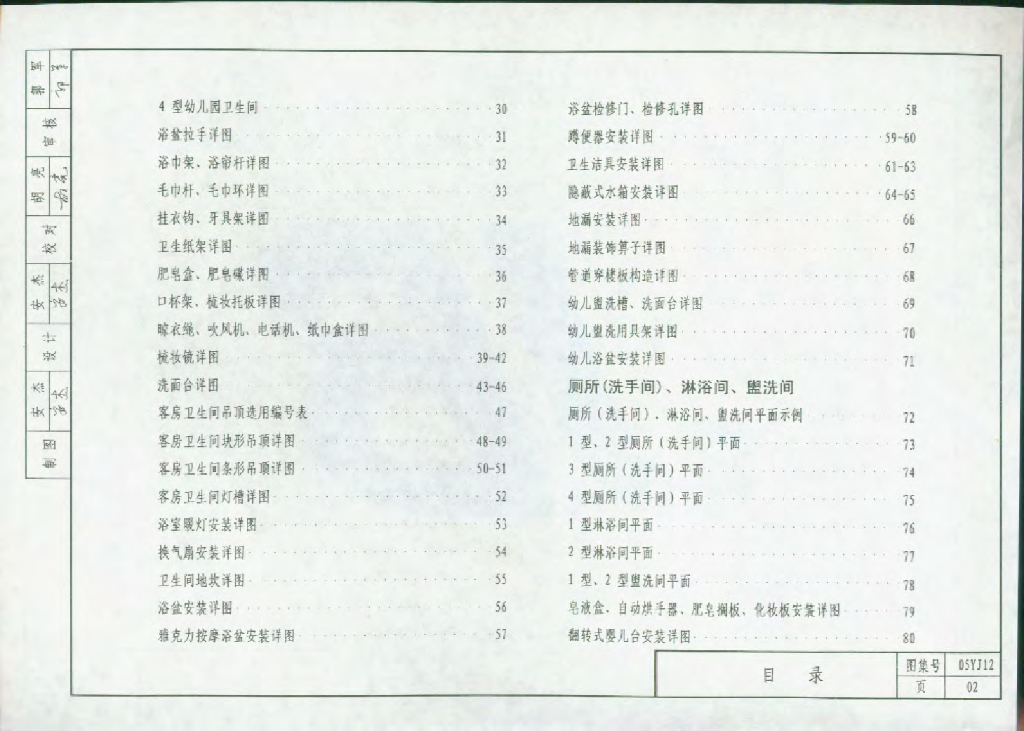 4 型幼儿园卫生间 30
浴盆拉手详图 31
浴巾架、浴帘杆详图 32
毛巾杆、毛巾环详图 33
挂衣钩、牙具架详图 34
卫生纸架详图 35
肥皂盒、肥皂碟详图 36
口杯架、梳妆托板详图 37
晾衣绳、吹风机、电话机、纸巾盒详图 38
梳妆镜详图 39-42
洗面台详图 43-46
客房卫生间吊顶选用编号表 47
客房卫生间块形吊顶详图 48-49
客房卫生间条形吊顶详图 50-51
客房卫生间灯槽详图 52
浴室暖灯安装详图 53
换气扇安装详图 54
卫生间地坎详图 55
浴盆安装详图 56
雅克力按摩浴盆安装详图 57
浴盆检修门、检修孔详图 58
蹲便器安装详图 59-60
卫生洁具安装详图 61-63
隐蔽式水箱安装详图 64-65
地漏安装详图 66
地漏装饰箅子详图 67
管道穿楼板构造详图 68
幼儿盥洗槽、洗面台详图 69
幼儿盥洗用具架详图 70
幼儿浴盆安装详图 71
厕所(洗手间)、淋浴间、盥洗间
厕所(洗手间)、淋浴间、盥洗间平面示例 72
1 型、2 型厕所(洗手间)平面 73
3 型厕所(洗手间)平面 74
4 型厕所(洗手间)平面 75
1 型淋浴间平面 76
2 型淋浴间平面 77
1 型、2 型盥洗间平面 78
皂液盒、自动烘手器、肥皂搁板、化妆板安装详图 79
翻转式婴儿台安装详图 80
目 录
图集号 05YJ12
页 02
审核 郭军
校对 胡亮
设计 安杰
制图 安杰